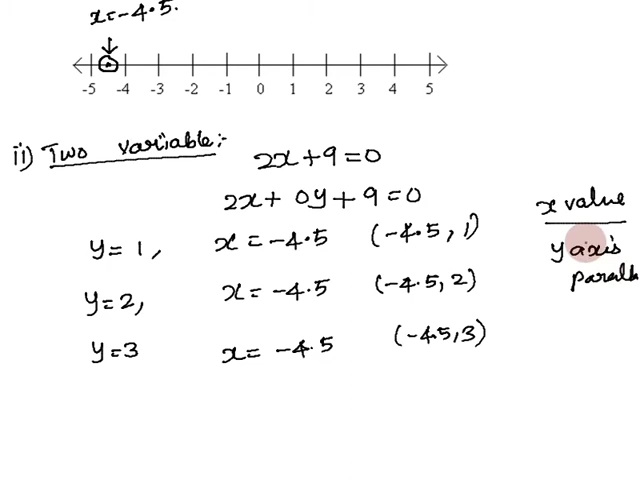 x=-4.5.
-5 -4 -3 -2 -1 0 1 2 3 4 5
ii) Two variable:-
2x+9=0
2x+0y+9=0
y=1, x=-4.5 (-4.5,1)
y=2, x=-4.5 (-4.5,2)
y=3 x=-4.5 (-4.5,3)
x value
y axis